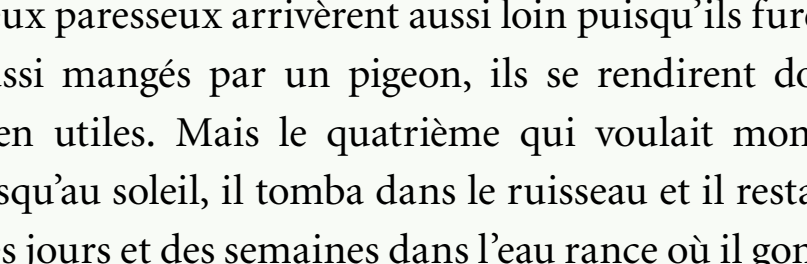 ux paresseux arrivèrent aussi loin puisqu'ils fur
ssi mangés par un pigeon, ils se rendirent do
en utiles. Mais le quatrième qui voulait mon
squ'au soleil, il tomba dans le ruisseau et il resta
s jours et des semaines dans l'eau rance où il gon